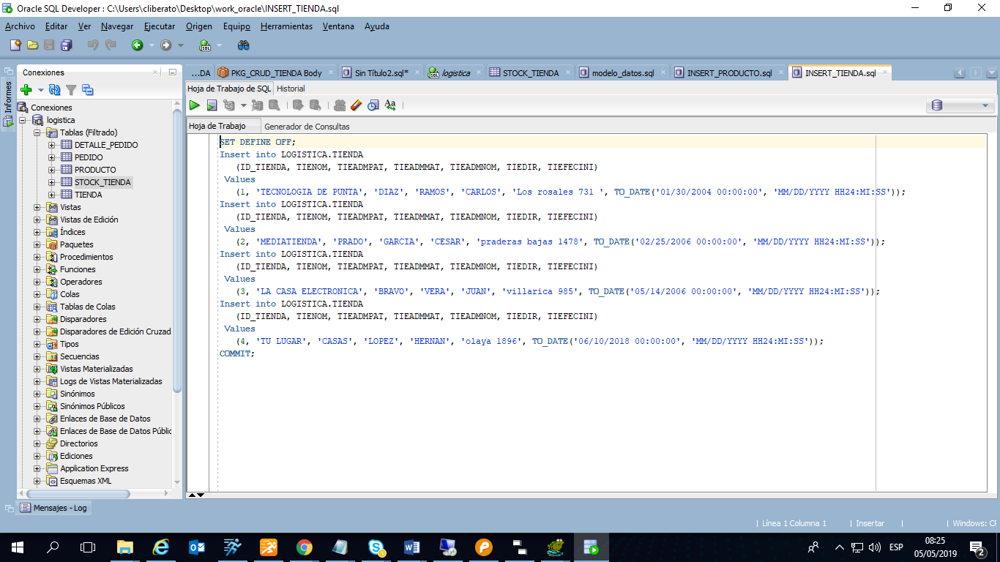 Oracle SQL Developer : C:\Users\cliberato\Desktop\work_oracle\INSERT_TIENDA.sql
Archivo Editar Ver Navegar Ejecutar Origen Equipo Herramientas Ventana Ayuda
Informes
Conexiones
...DA PKG_CRUD_TIENDA Body Sin Título2.sql* logistica STOCK_TIENDA modelo_datos.sql INSERT_PRODUCTO.sql INSERT_TIENDA.sql
Hoja de Trabajo de SQL Historial
Conexiones
logistica
Tablas (Filtrado)
DETALLE_PEDIDO
PEDIDO
PRODUCTO
STOCK_TIENDA
TIENDA
Vistas
Vistas de Edición
Índices
Paquetes
Procedimientos
Funciones
Operadores
Colas
Tablas de Colas
Disparadores
Disparadores de Edición Cruzad
Tipos
Secuencias
Vistas Materializadas
Logs de Vistas Materializadas
Sinónimos
Sinónimos Públicos
Enlaces de Base de Datos
Enlaces de Base de Datos Públic
Directorios
Ediciones
Application Express
Esquemas XML
Hoja de Trabajo Generador de Consultas
SET DEFINE OFF;
Insert into LOGISTICA.TIENDA
(ID_TIENDA, TIENOM, TIEADMPAT, TIEADMMAT, TIEADMNOM, TIEDIR, TIEFECINI)
Values
(1, 'TECNOLOGIA DE PUNTA', 'DIAZ', 'RAMOS', 'CARLOS', 'Los rosales 731 ', TO_DATE('01/30/2004 00:00:00', 'MM/DD/YYYY HH24:MI:SS'));
Insert into LOGISTICA.TIENDA
(ID_TIENDA, TIENOM, TIEADMPAT, TIEADMMAT, TIEADMNOM, TIEDIR, TIEFECINI)
Values
(2, 'MEDIATIENDA', 'PRADO', 'GARCIA', 'CESAR', 'praderas bajas 1478', TO_DATE('02/25/2006 00:00:00', 'MM/DD/YYYY HH24:MI:SS'));
Insert into LOGISTICA.TIENDA
(ID_TIENDA, TIENOM, TIEADMPAT, TIEADMMAT, TIEADMNOM, TIEDIR, TIEFECINI)
Values
(3, 'LA CASA ELECTRONICA', 'BRAVO', 'VERA', 'JUAN', 'villarica 985', TO_DATE('05/14/2006 00:00:00', 'MM/DD/YYYY HH24:MI:SS'));
Insert into LOGISTICA.TIENDA
(ID_TIENDA, TIENOM, TIEADMPAT, TIEADMMAT, TIEADMNOM, TIEDIR, TIEFECINI)
Values
(4, 'TU LUGAR', 'CASAS', 'LOPEZ', 'HERNAN', 'olaya 1896', TO_DATE('06/10/2018 00:00:00', 'MM/DD/YYYY HH24:MI:SS'));
COMMIT;
Mensajes - Log
Línea 1 Columna 1 Insertar Windows: CF
ESP
08:25
05/05/2019
2